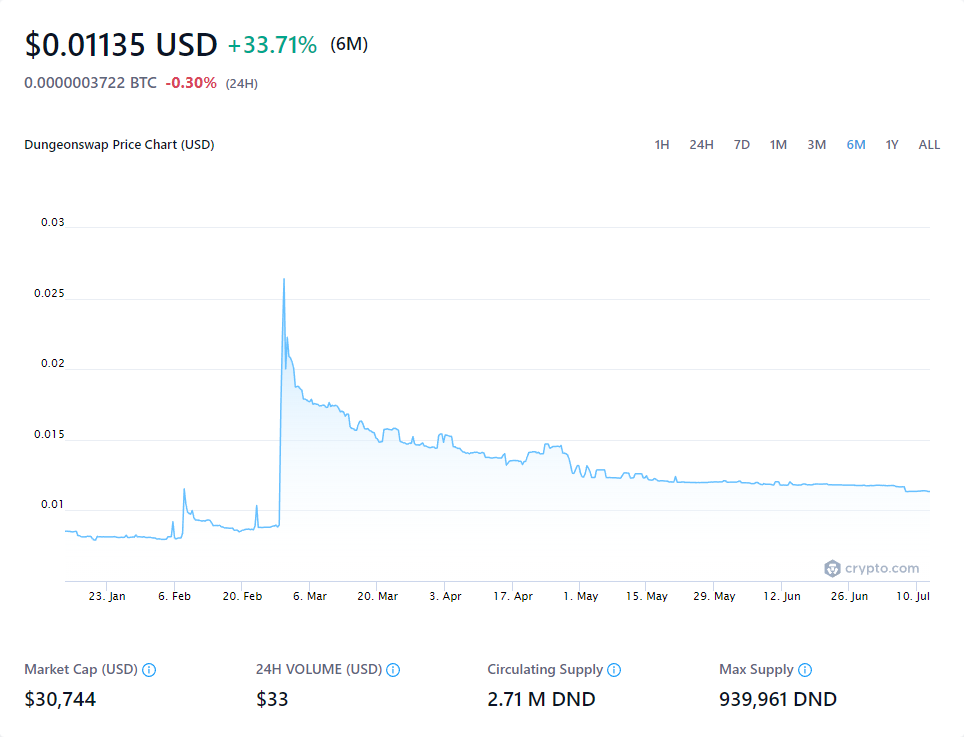 $0.01135 USD +33.71% (6M)
0.0000003722 BTC -0.30% (24H)
Dungeonswap Price Chart (USD) 1H 24H 7D 1M 3M 6M 1Y ALL
0.03
0.025
0.02
0.015
0.01
crypto.com
23. Jan 6. Feb 20. Feb 6. Mar 20. Mar 3. Apr 17. Apr 1. May 15. May 29. May 12. Jun 26. Jun 10. Jul
Market Cap (USD) 24H VOLUME (USD) Circulating Supply Max Supply
$30,744 $33 2.71 M DND 939,961 DND